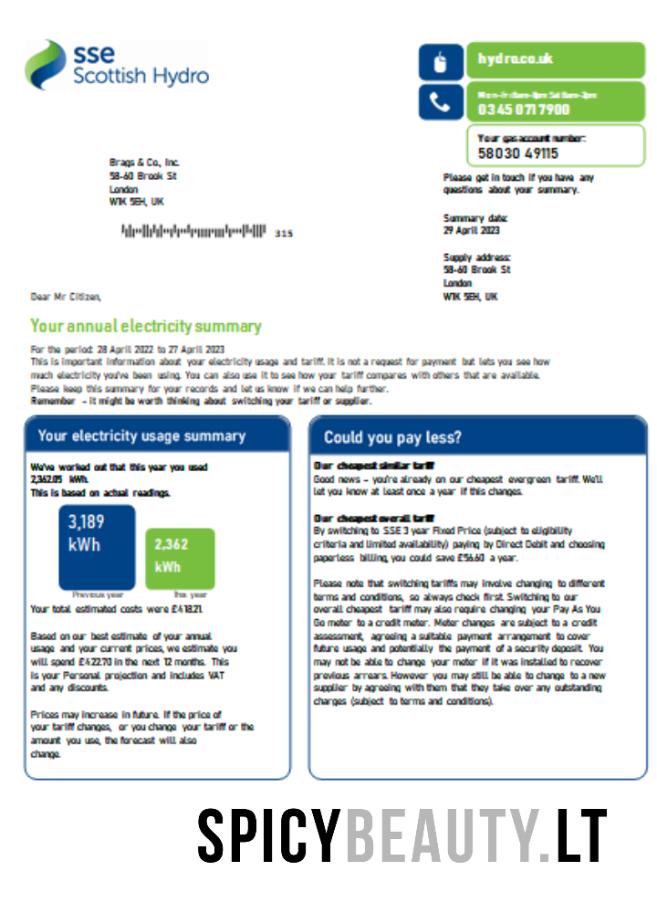 sse
Scottish Hydro
hydro.co.uk
Mon-Fri 8am-8pm Sat 8am-2pm
0345 071 7900
Your gas account number:
58030 49115
Brags & Co., Inc.
58-60 Brook St
London
W1K 5EH, UK
315
Please get in touch if you have any
questions about your summary.
Summary date:
29 April 2023
Supply address:
58-60 Brook St
London
W1K 5EH, UK
Dear Mr Citizen,
Your annual electricity summary
For the period: 28 April 2022 to 27 April 2023
This is important information about your electricity usage and tariff. It is not a request for payment but lets you see how
much electricity you've been using. You can also use it to see how your tariff compares with others that are available.
Please keep this summary for your records and let us know if we can help further.
Remember - it might be worth thinking about switching your tariff or supplier.
Your electricity usage summary
We've worked out that this year you used
2,362.05 kWh.
This is based on actual readings.
3,189
kWh
2,362
kWh
Previous year
This year
Your total estimated costs were £418.21
Based on our best estimate of your annual
usage and your current prices, we estimate you
will spend £422.70 in the next 12 months. This
is your Personal projection and includes VAT
and any discounts.
Prices may increase in future. If the price of
your tariff changes, or you change your tariff or the
amount you use, the forecast will also
change.
Could you pay less?
Our cheapest similar tariff
Good news - you're already on our cheapest evergreen tariff. We'll
let you know at least once a year if this changes.
Our cheapest overall tariff
By switching to SSE 3 year Fixed Price (subject to eligibility
criteria and limited availability) paying by Direct Debit and choosing
paperless billing, you could save £56.60 a year.
Please note that switching tariffs may involve changing to different
terms and conditions, so always check first. Switching to our
overall cheapest tariff may also require changing your Pay As You
Go meter to a credit meter. Meter changes are subject to a credit
assessment, agreeing a suitable payment arrangement to cover
future usage and potentially the payment of a security deposit. You
may not be able to change your meter if it was installed to recover
previous arrears. However you may still be able to change to a new
supplier by agreeing with them that they take over any outstanding
charges (subject to terms and conditions).
SPICYBEAUTY.LT